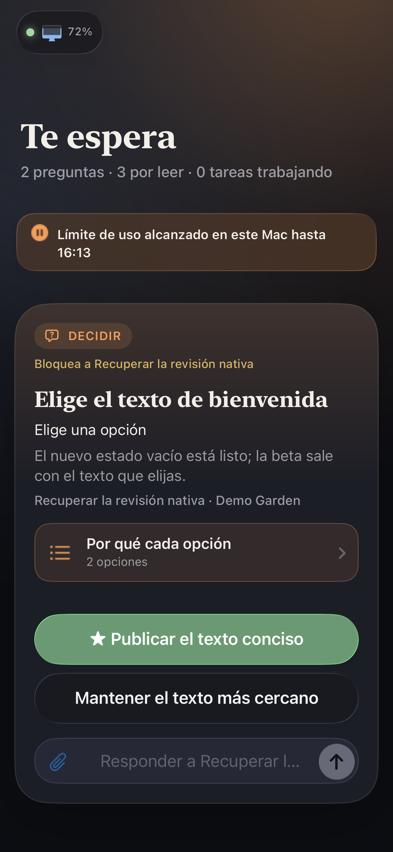 72%
Te espera
2 preguntas · 3 por leer · 0 tareas trabajando
Límite de uso alcanzado en este Mac hasta
16:13
DECIDIR
Bloquea a Recuperar la revisión nativa
Elige el texto de bienvenida
Elige una opción
El nuevo estado vacío está listo; la beta sale
con el texto que elijas.
Recuperar la revisión nativa · Demo Garden
Por qué cada opción
2 opciones
Publicar el texto conciso
Mantener el texto más cercano
Responder a Recuperar l...